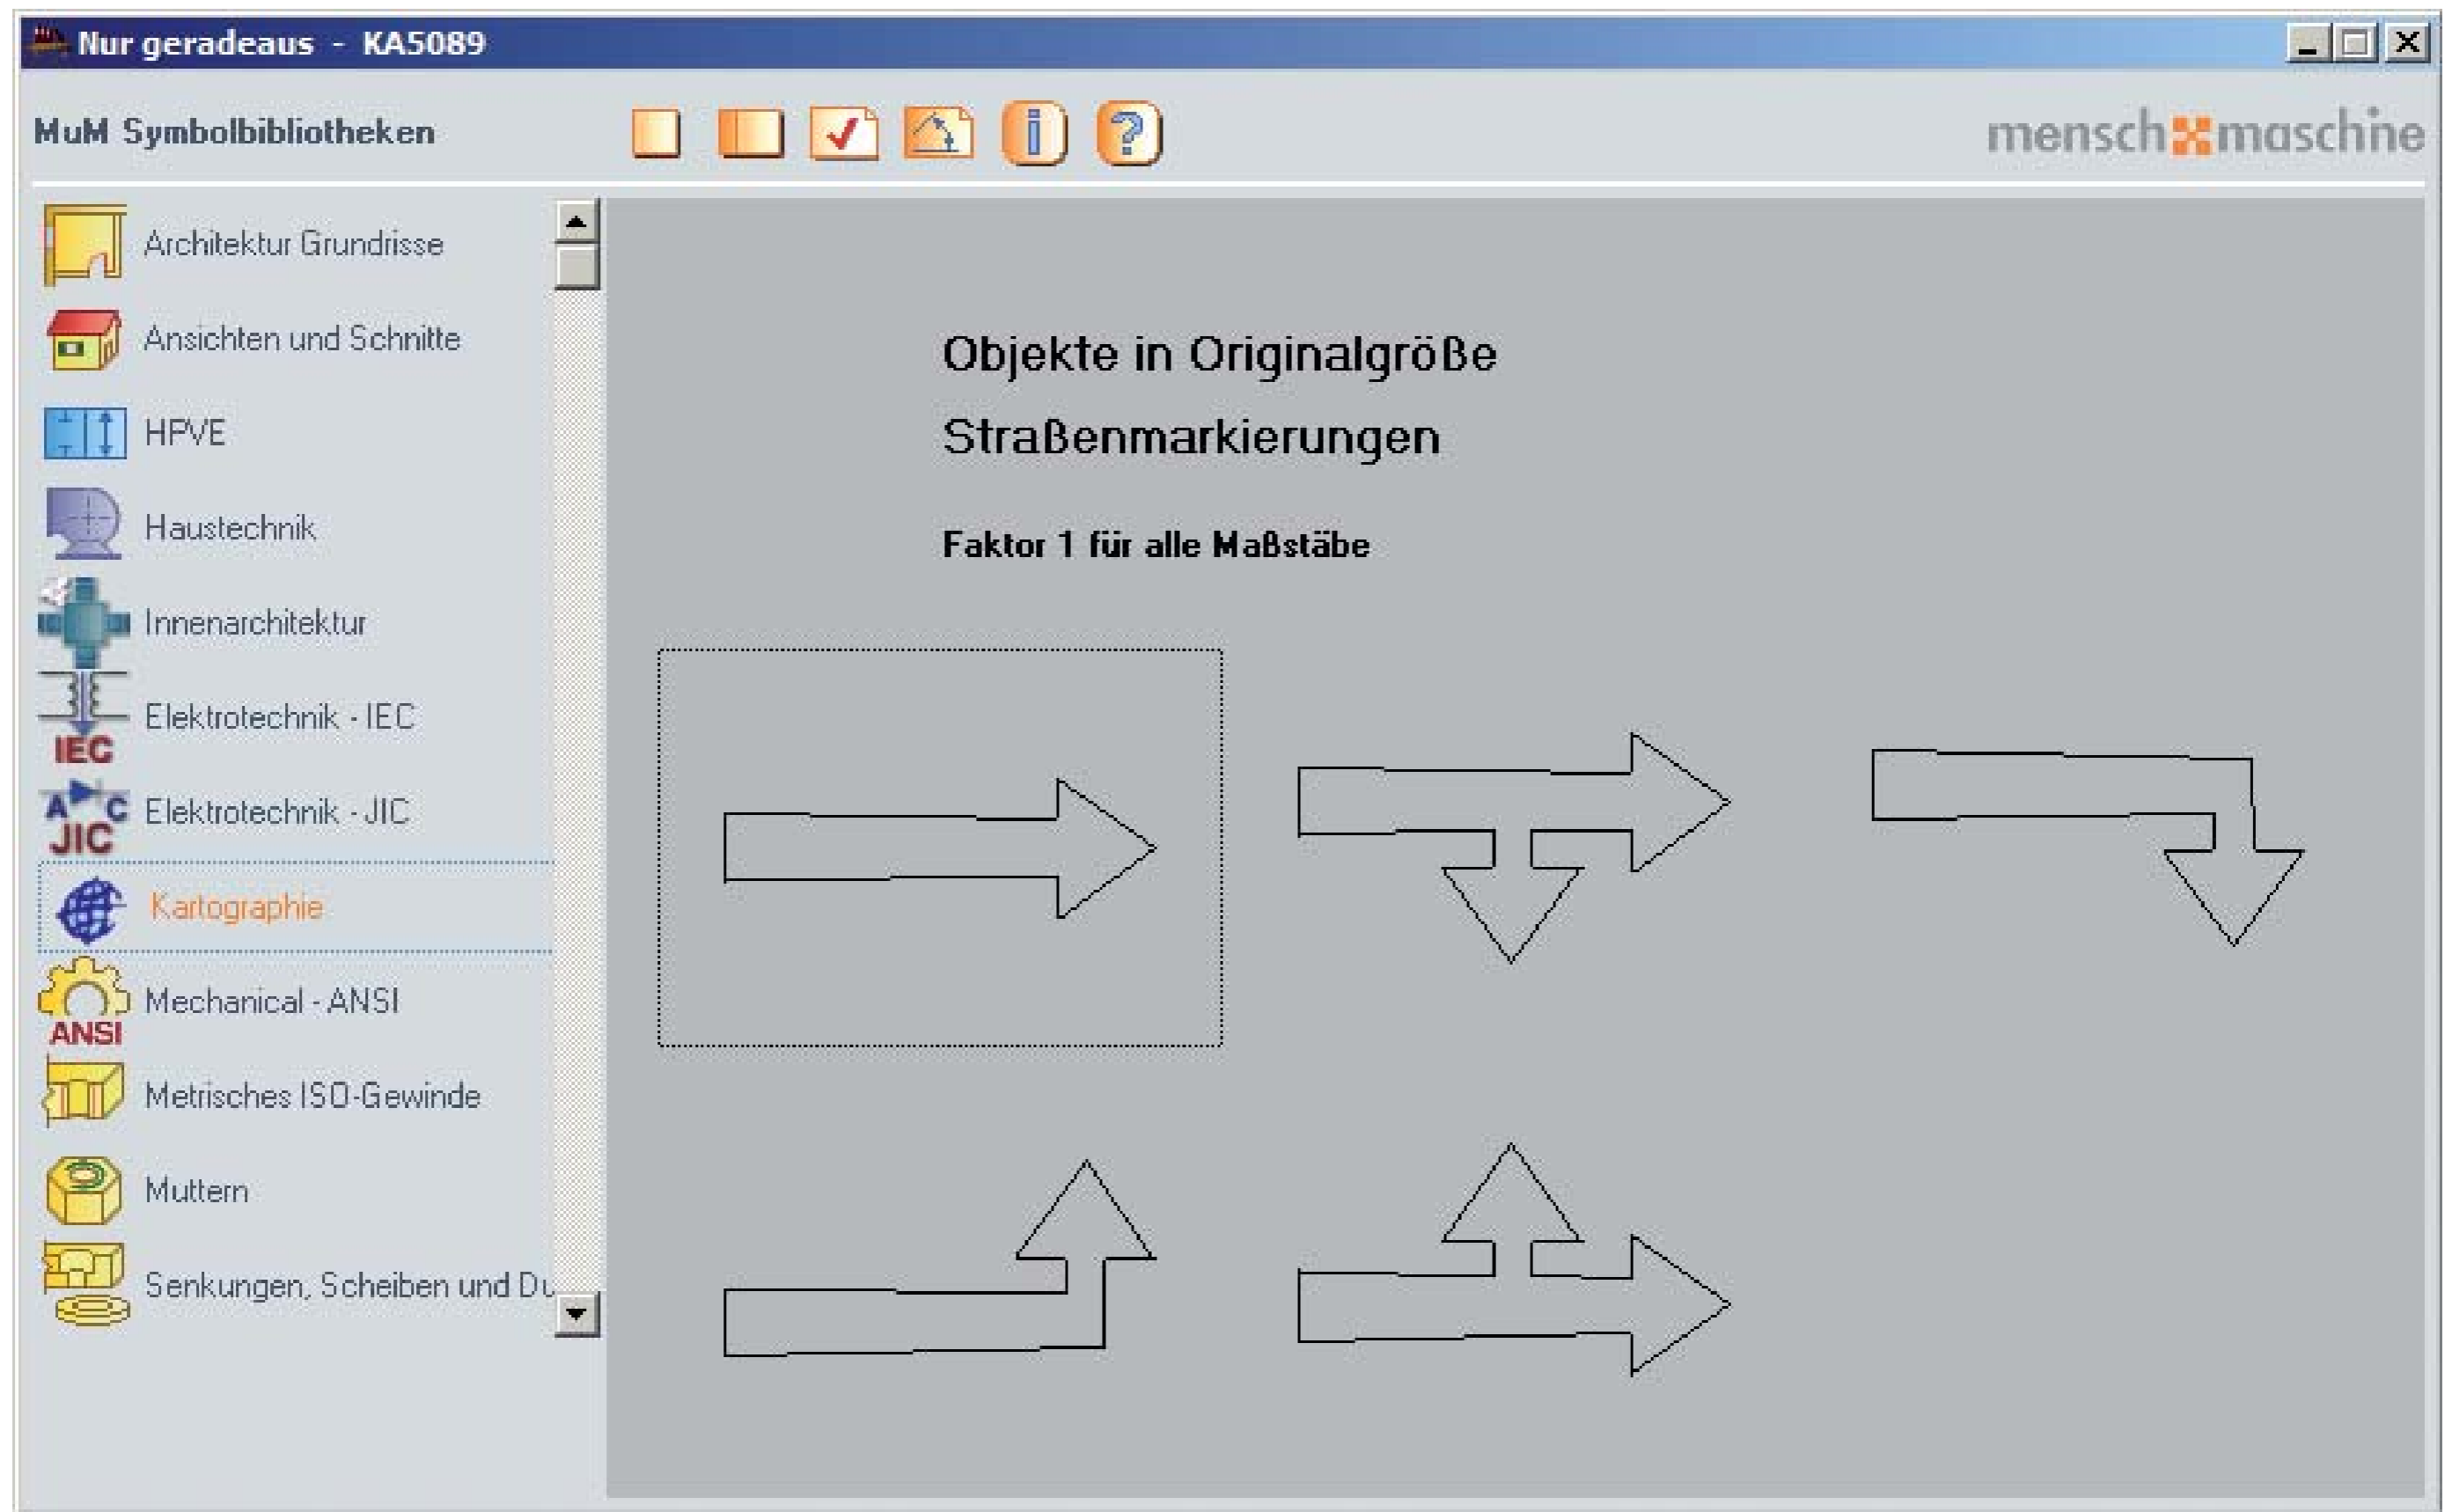 Nur geradeaus - KA5089
MuM Symbolbibliotheken
mensch maschine
Architektur Grundrisse
Ansichten und Schnitte
HPVE
Haustechnik
Innenarchitektur
Elektrotechnik - IEC
IEC
Elektrotechnik - JIC
A C
JIC
Kartographie
Mechanical - ANSI
ANSI
Metrisches ISO-Gewinde
Muttern
Senkungen, Scheiben und Du
Objekte in Originalgröße
Straßenmarkierungen
Faktor 1 für alle Maßstäbe